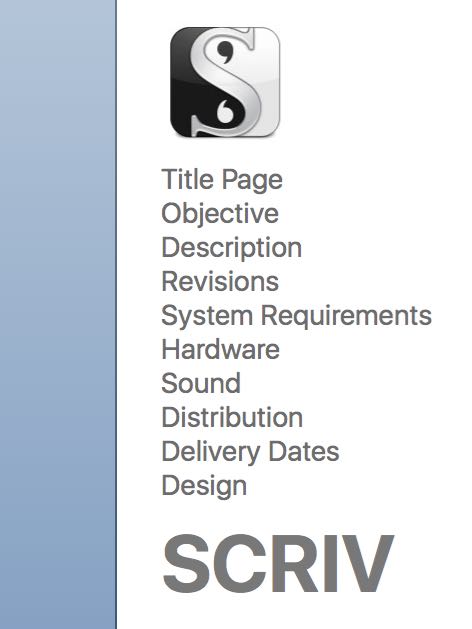 Title Page
Objective
Description
Revisions
System Requirements
Hardware
Sound
Distribution
Delivery Dates
Design
SCRIV